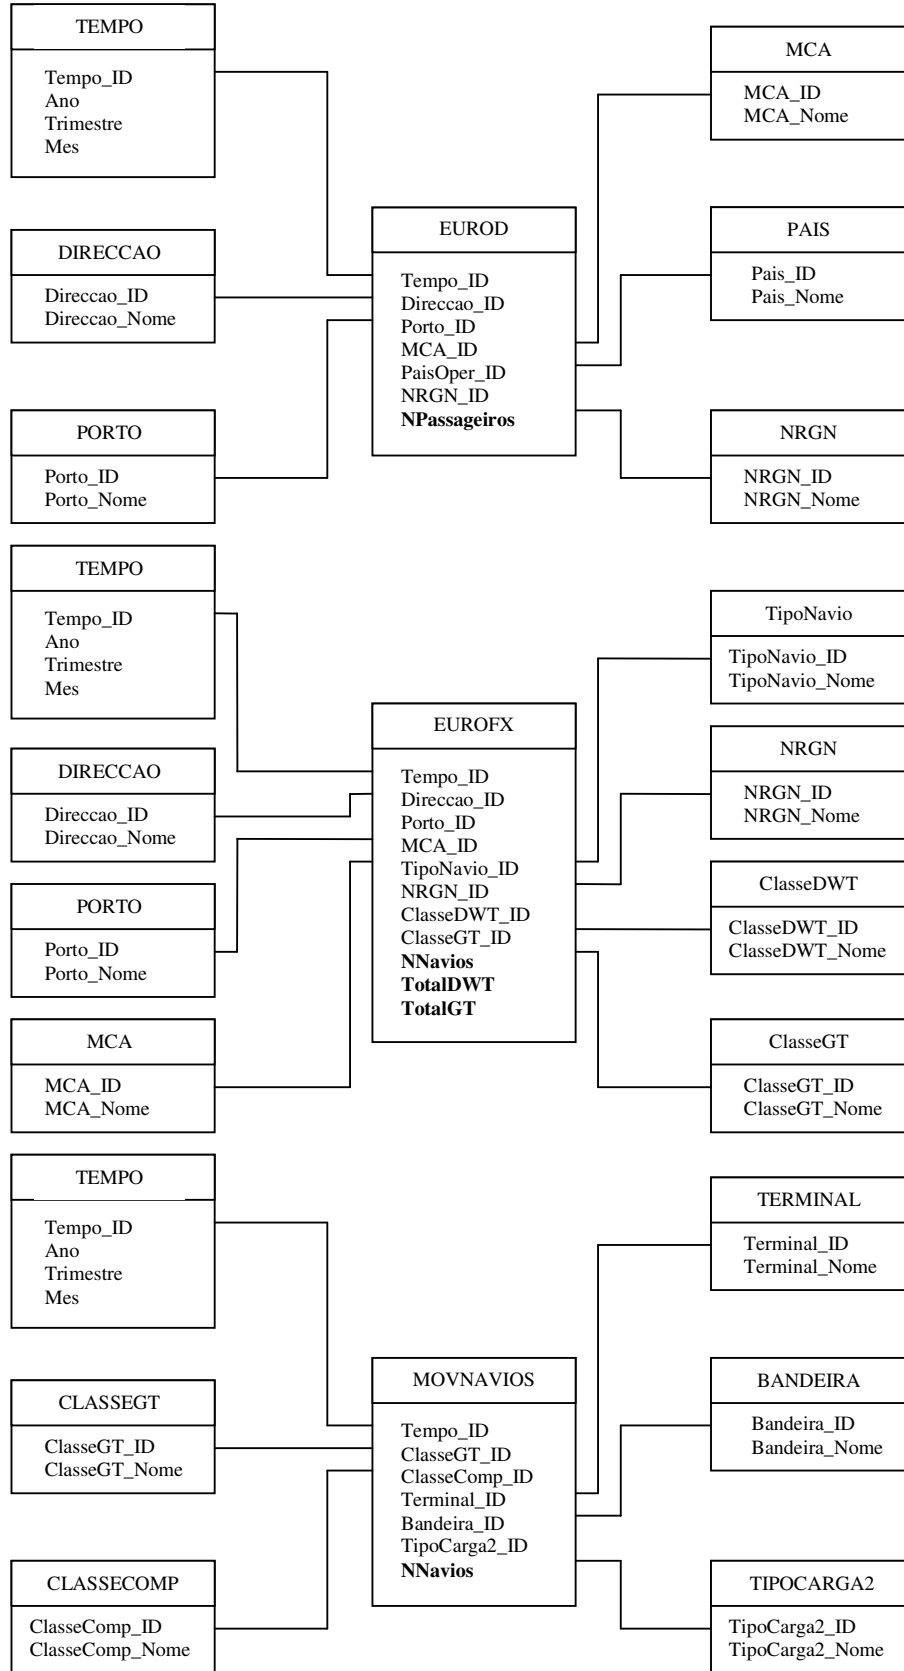 TEMPO
Tempo_ID
Ano
Trimestre
Mes
DIRECCAO
Direccao_ID
Direccao_Nome
PORTO
Porto_ID
Porto_Nome
EUROD
Tempo_ID
Direccao_ID
Porto_ID
MCA_ID
PaisOper_ID
NRGN_ID
NPassageiros
MCA
MCA_ID
MCA_Nome
PAIS
Pais_ID
Pais_Nome
NRGN
NRGN_ID
NRGN_Nome
TEMPO
Tempo_ID
Ano
Trimestre
Mes
DIRECCAO
Direccao_ID
Direccao_Nome
PORTO
Porto_ID
Porto_Nome
MCA
MCA_ID
MCA_Nome
EUROFX
Tempo_ID
Direccao_ID
Porto_ID
MCA_ID
TipoNavio_ID
NRGN_ID
ClasseDWT_ID
ClasseGT_ID
NNavios
TotalDWT
TotalGT
TipoNavio
TipoNavio_ID
TipoNavio_Nome
NRGN
NRGN_ID
NRGN_Nome
ClasseDWT
ClasseDWT_ID
ClasseDWT_Nome
ClasseGT
ClasseGT_ID
ClasseGT_Nome
TEMPO
Tempo_ID
Ano
Trimestre
Mes
CLASSEGT
ClasseGT_ID
ClasseGT_Nome
CLASSECOMP
ClasseComp_ID
ClasseComp_Nome
MOVNAVIOS
Tempo_ID
ClasseGT_ID
ClasseComp_ID
Terminal_ID
Bandeira_ID
TipoCarga2_ID
NNavios
TERMINAL
Terminal_ID
Terminal_Nome
BANDEIRA
Bandeira_ID
Bandeira_Nome
TIPOCARGA2
TipoCarga2_ID
TipoCarga2_Nome